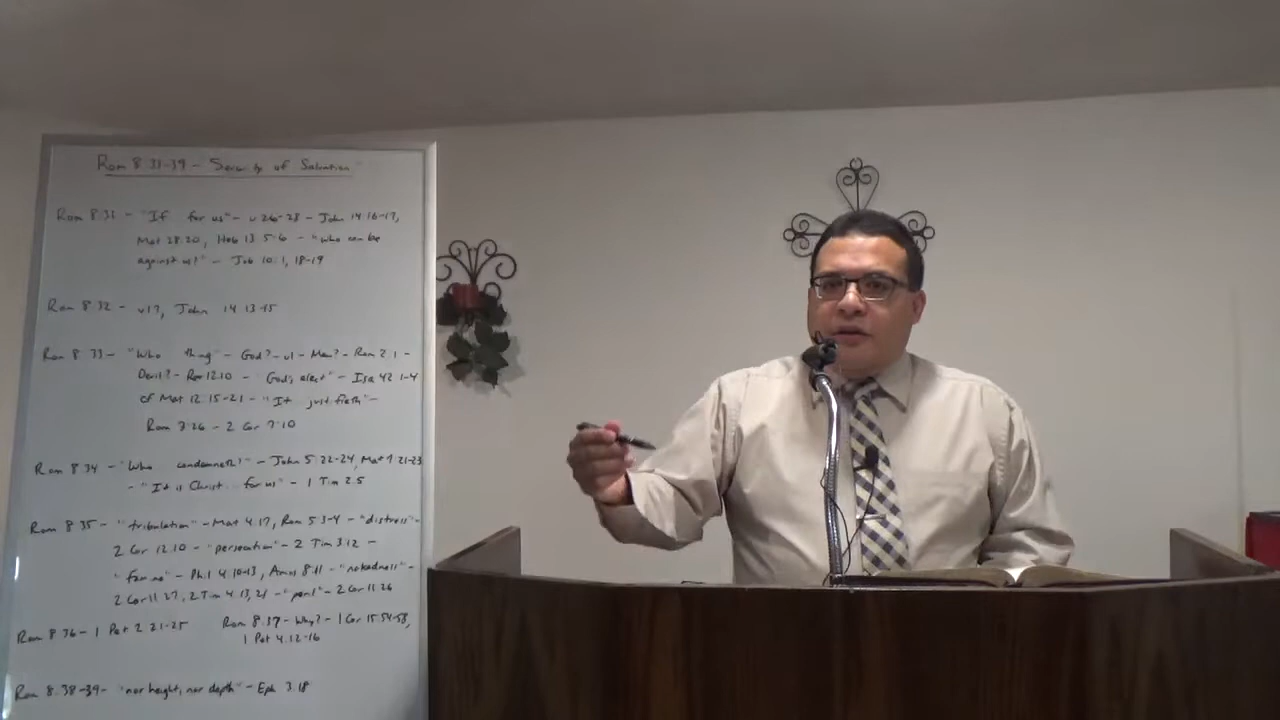 Rom 8:31-39 - Security of Salvation
Rom 8:31 - "If for us" - v 26-28 - John 14:16-17,
Mat 28:20, Heb 13:5-6 - "who can be
against us?" - Job 10:1, 18-19
Rom 8:32 - v17, John 14:13-15
Rom 8:33 - "Who thing" - God? - v1 - Men? - Rom 2:1 -
Devil? - Rev 12:10 - "God's elect" - Isa 42:1-4
cf Mat 12:15-21 - "It justifieth" -
Rom 3:26 - 2 Cor 7:10
Rom 8:34 - "Who condemneth?" - John 5:22-24, Mat 7:21-23
- "It is Christ for us" - 1 Tim 2:5
Rom 8:35 - "tribulation" - Mat 4:17, Rom 5:3-4 - "distress" -
2 Cor 12:10 - "persecution" - 2 Tim 3:12 -
"famine" - Phil 4:10-13, Amos 8:11 - "nakedness" -
2 Cor 11:27, 2 Tim 4:13, 21 - "peril" - 2 Cor 11:26
Rom 8:36 - 1 Pet 2:21-25
Rom 8:37 - Why? - 1 Cor 15:54-58,
1 Pet 4:12-16
Rom 8:38-39 - "nor height, nor depth" - Eph 3:18